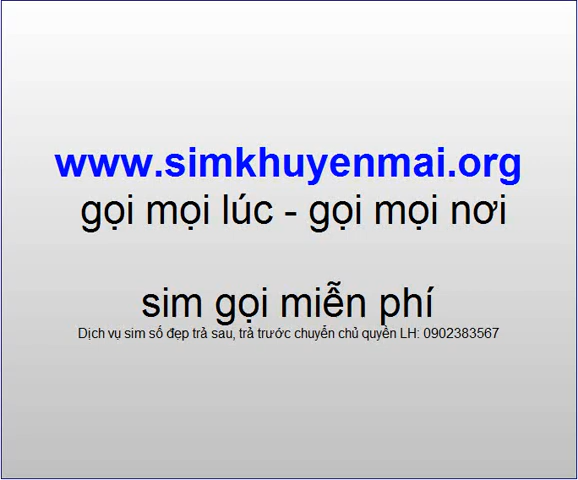 www.simkhuyenmai.org
gọi mọi lúc - gọi mọi nơi
sim gọi miễn phí
Dịch vụ sim số đẹp trả sau, trả trước chuyển chủ quyền LH: 0902383567